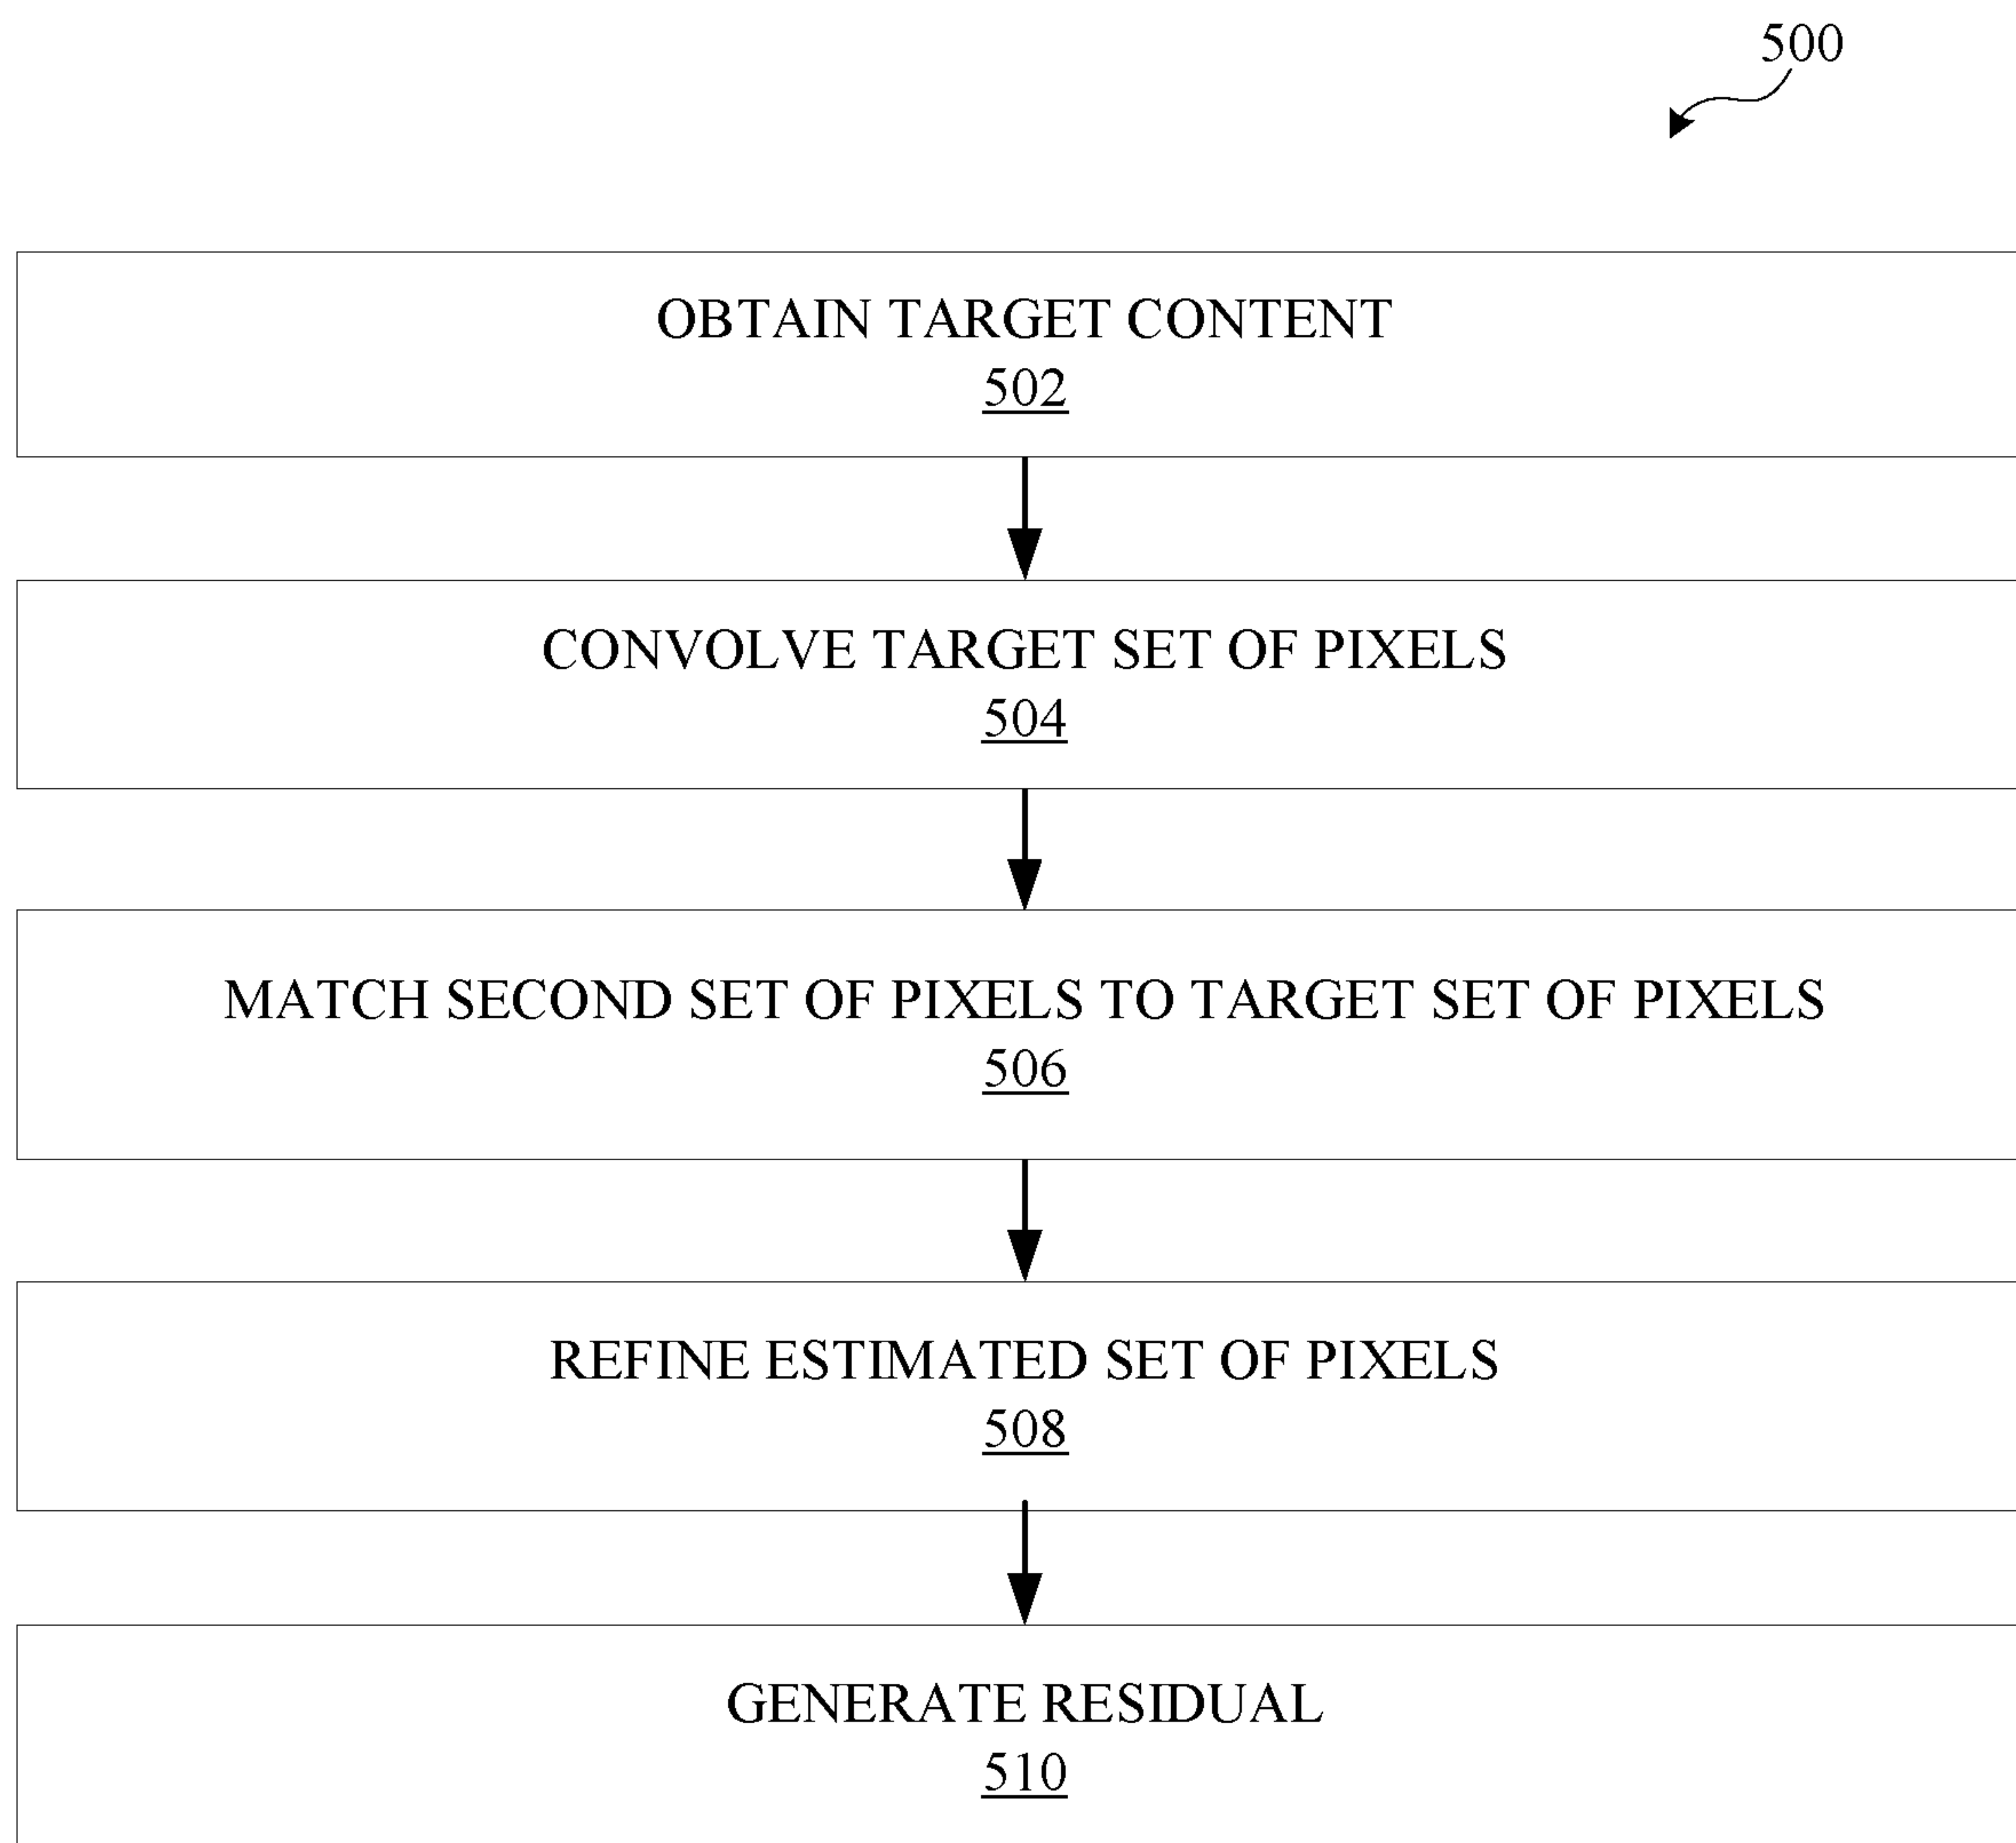 500
OBTAIN TARGET CONTENT
502
CONVOLVE TARGET SET OF PIXELS
504
MATCH SECOND SET OF PIXELS TO TARGET SET OF PIXELS
506
REFINE ESTIMATED SET OF PIXELS
508
GENERATE RESIDUAL
510